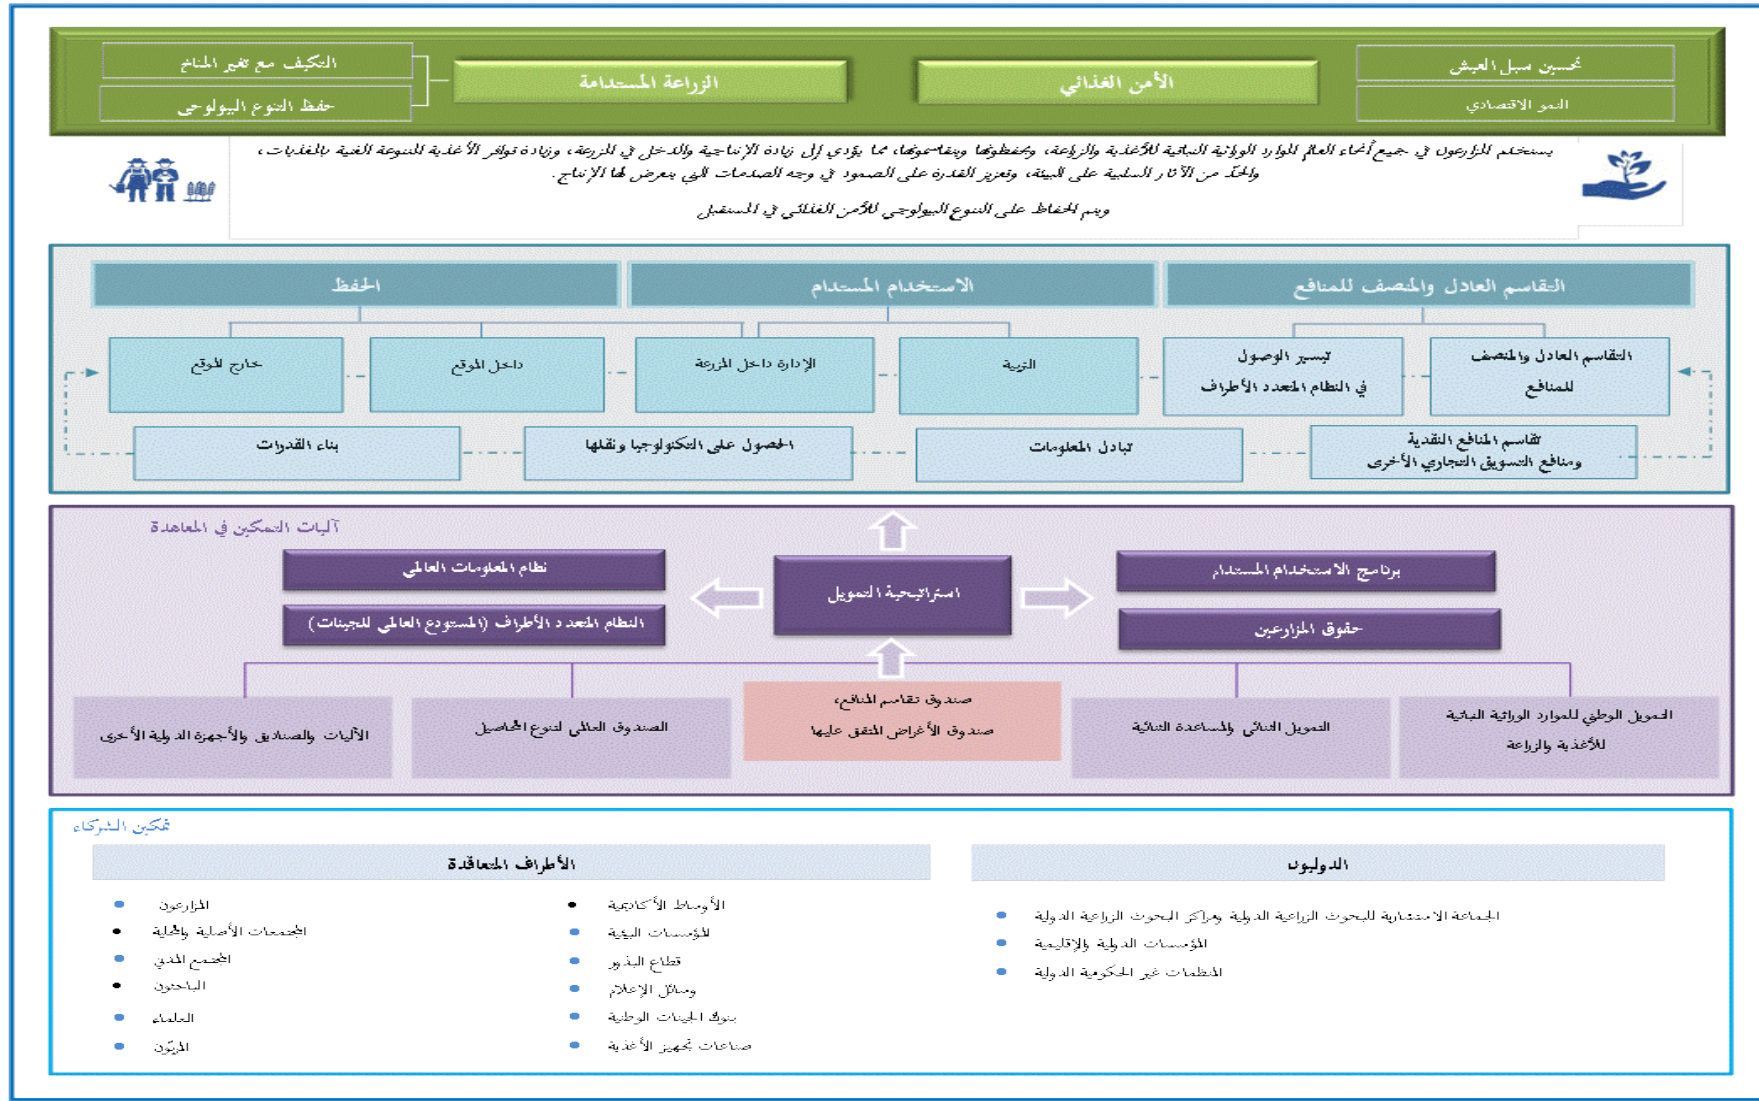 تحسين سبل العيش
النمو الاقتصادي
الأمن الغذائي
الزراعة المستدامة
التكيف مع تغير المناخ
حفظ التنوع البيولوجي
يستخدم المزارعون في جميع أنحاء العالم الموارد الوراثية النباتية للأغذية والزراعة، ويحفظونها ويتقاسمونها، مما يؤدي إلى زيادة الإنتاجية والدخل في المزرعة، وزيادة توافر الأغذية المتنوعة الغنية بالمغذيات،
والحدّ من الآثار السلبية على البيئة، وتعزيز القدرة على الصمود في وجه الصدمات التي يتعرض لها الإنتاج.
ويتم الحفاظ على التنوع البيولوجي للأمن الغذائي في المستقبل
التقاسم العادل والمنصف للمنافع
الاستخدام المستدام
الحفظ
التقاسم العادل والمنصف
للمنافع
تيسير الوصول
في النظام المتعدد الأطراف
التربية
الإدارة داخل المزرعة
داخل الموقع
خارج الموقع
تقاسم المنافع النقدية
ومنافع التسويق التجاري الأخرى
تبادل المعلومات
الحصول على التكنولوجيا ونقلها
بناء القدرات
آليات التمكين في المعاهدة
برنامج الاستخدام المستدام
حقوق المزارعين
استراتيجية التمويل
نظام المعلومات العالمي
النظام المتعدد الأطراف (المستودع العالمي للجينات)
التمويل الوطني للموارد الوراثية النباتية
للأغذية والزراعة
التمويل الثنائي والمساعدة الثنائية
صندوق تقاسم المنافع،
صندوق الأغراض المتفق عليها
الصندوق العالمي لتنوع المحاصيل
الآليات والصناديق والأجهزة الدولية الأخرى
تمكين الشركاء
الدوليون
الجماعة الاستشارية للبحوث الزراعية الدولية ومراكز البحوث الزراعية الدولية
المؤسسات الدولية والإقليمية
المنظمات غير الحكومية الدولية
الأطراف المتعاقدة
الأوساط الأكاديمية
المؤسسات البيئية
قطاع البذور
وسائل الإعلام
بنوك الجينات الوطنية
صناعات تجهيز الأغذية
المزارعون
المجتمعات الأصلية والمحلية
المجتمع المدني
الباحثون
العلماء
المربّون